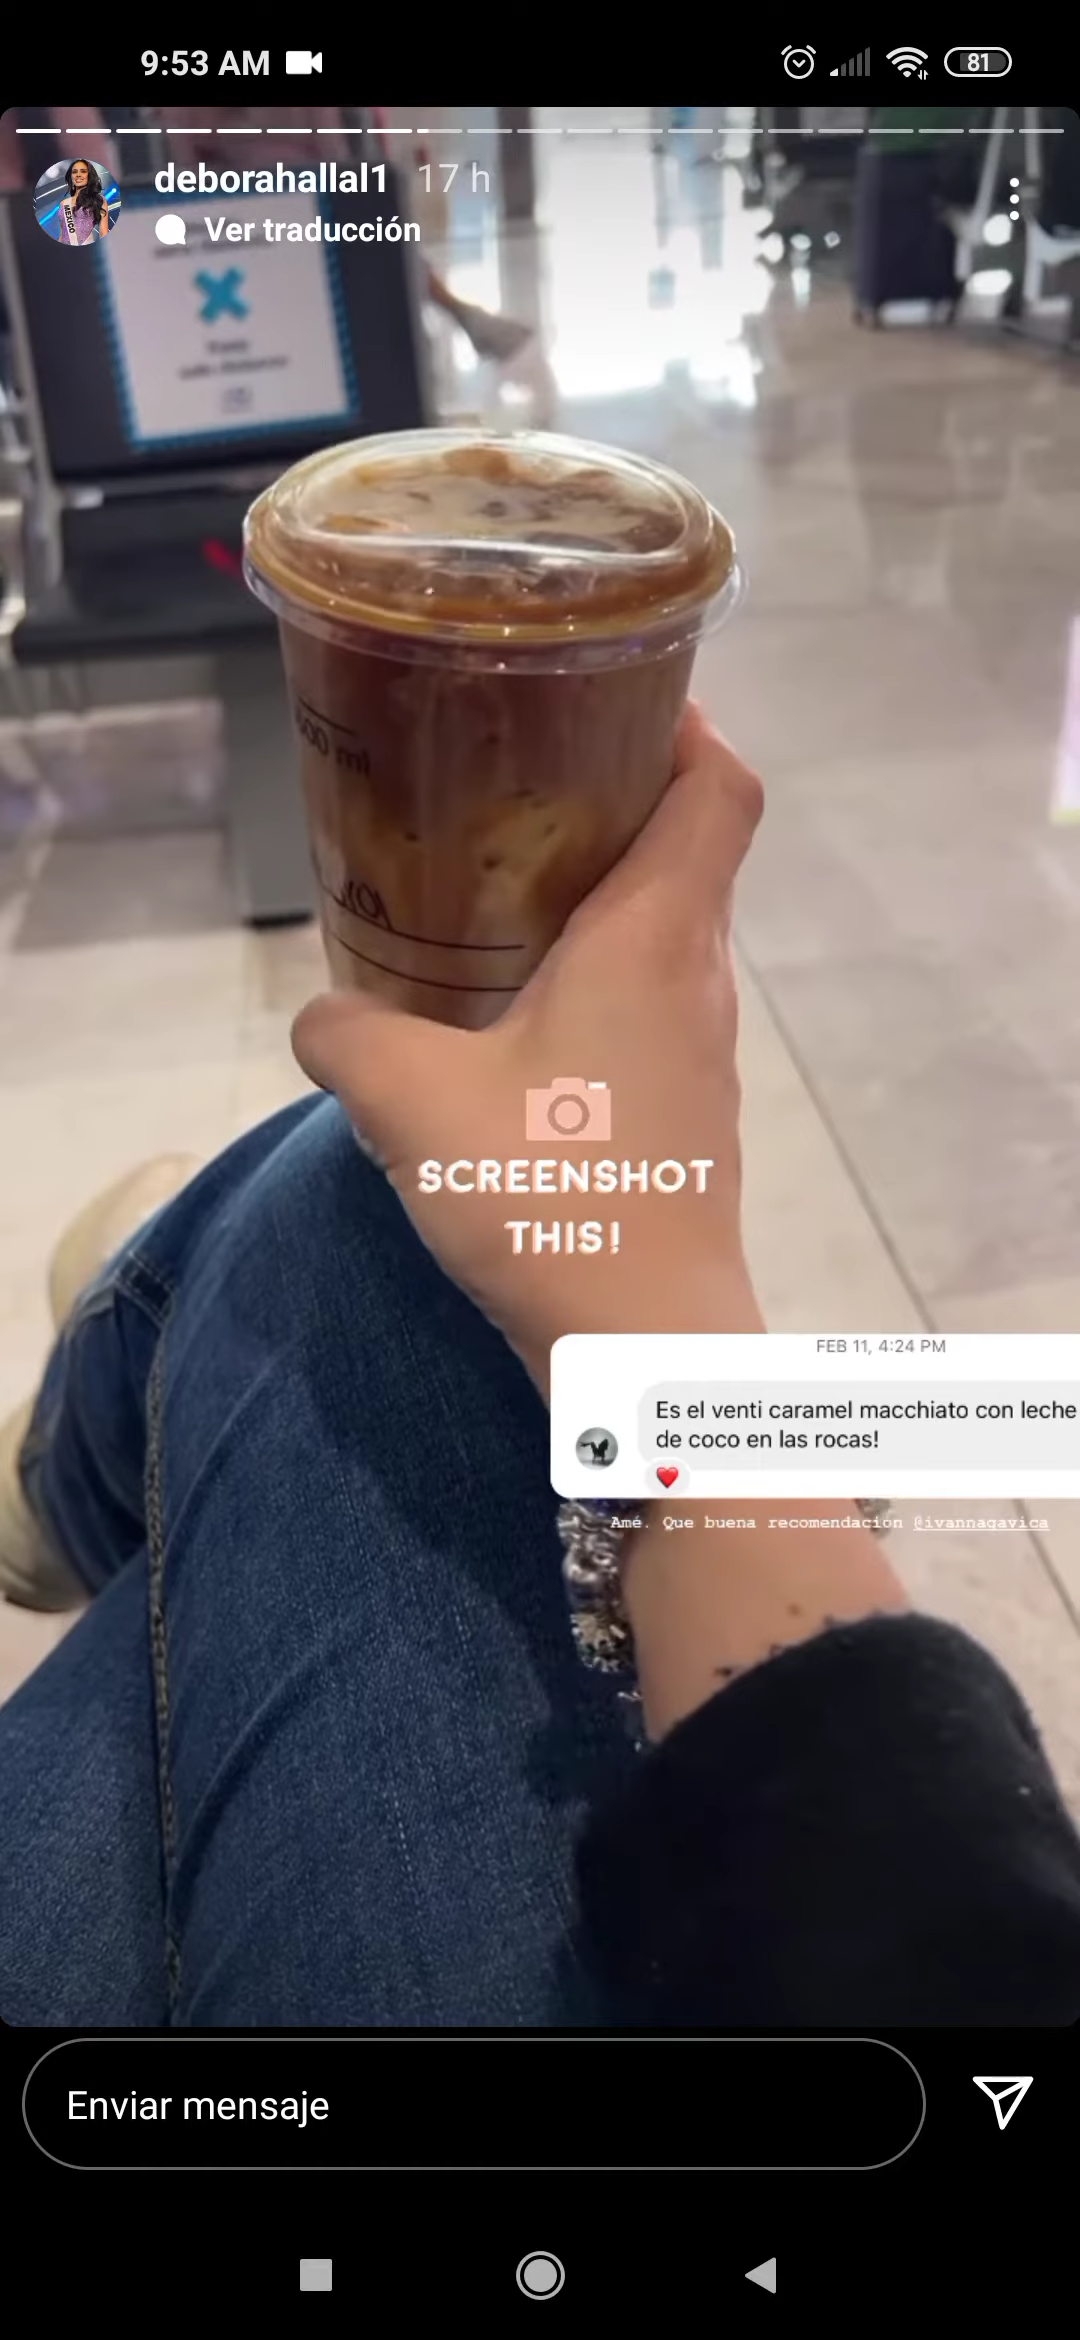 9:53 AM
81
deborahallal1 17 h
Ver traducción
MEXICO
SCREENSHOT
THIS!
FEB 11, 4:24 PM
Es el venti caramel macchiato con leche
de coco en las rocas!
Amé. Que buena recomendación @ivannagavica
Enviar mensaje